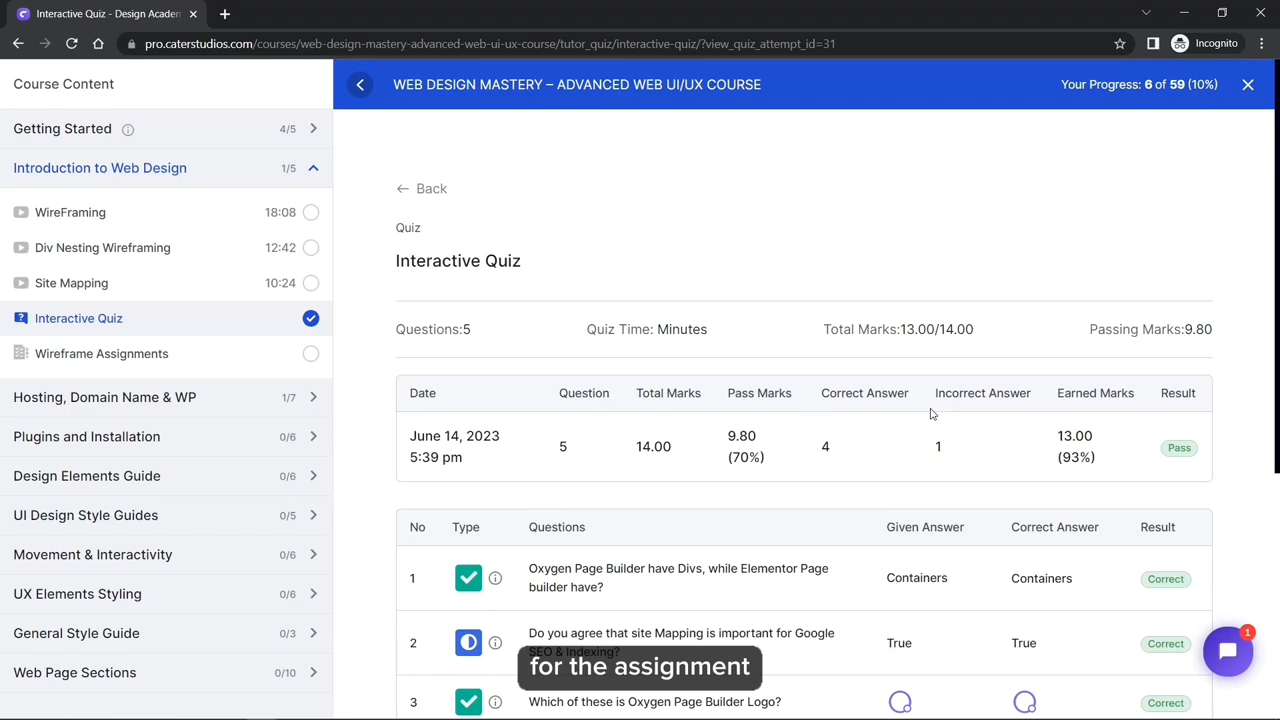 Interactive Quiz - Design Academ
pro.caterstudios.com/courses/web-design-mastery-advanced-web-ui-ux-course/tutor_quiz/interactive-quiz/?view_quiz_attempt_id=31
Incognito
Course Content
WEB DESIGN MASTERY – ADVANCED WEB UI/UX COURSE
Your Progress: 6 of 59 (10%)
Getting Started 4/5
Introduction to Web Design 1/5
WireFraming 18:08
Div Nesting Wireframing 12:42
Site Mapping 10:24
Interactive Quiz
Wireframe Assignments
Hosting, Domain Name & WP 1/7
Plugins and Installation 0/6
Design Elements Guide 0/6
UI Design Style Guides 0/5
Movement & Interactivity 0/6
UX Elements Styling 0/6
General Style Guide 0/3
Web Page Sections 0/10
← Back
Quiz
Interactive Quiz
Questions:5 Quiz Time: Minutes Total Marks:13.00/14.00 Passing Marks:9.80
Date Question Total Marks Pass Marks Correct Answer Incorrect Answer Earned Marks Result
June 14, 2023 9.80 13.00
5:39 pm 5 14.00 (70%) 4 1 (93%) Pass
No Type Questions Given Answer Correct Answer Result
1 Oxygen Page Builder have Divs, while Elementor Page Containers Containers Correct
builder have?
2 Do you agree that site Mapping is important for Google True True Correct
SEO & Indexing?
for the assignment
3 Which of these is Oxygen Page Builder Logo? Correct
1